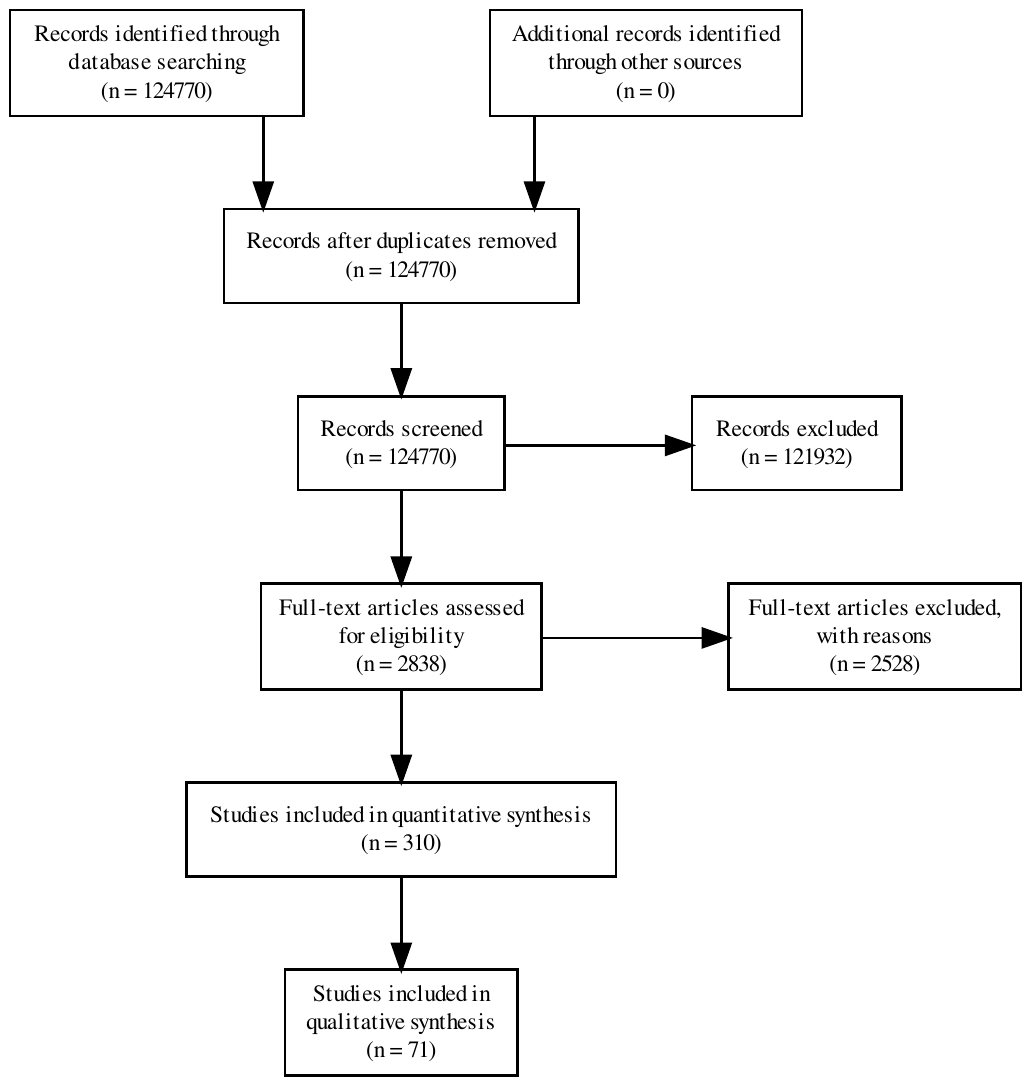 Records identified through
database searching
(n = 124770)
Additional records identified
through other sources
(n = 0)
Records after duplicates removed
(n = 124770)
Records screened
(n = 124770)
Records excluded
(n = 121932)
Full-text articles assessed
for eligibility
(n = 2838)
Full-text articles excluded,
with reasons
(n = 2528)
Studies included in quantitative synthesis
(n = 310)
Studies included in
qualitative synthesis
(n = 71)